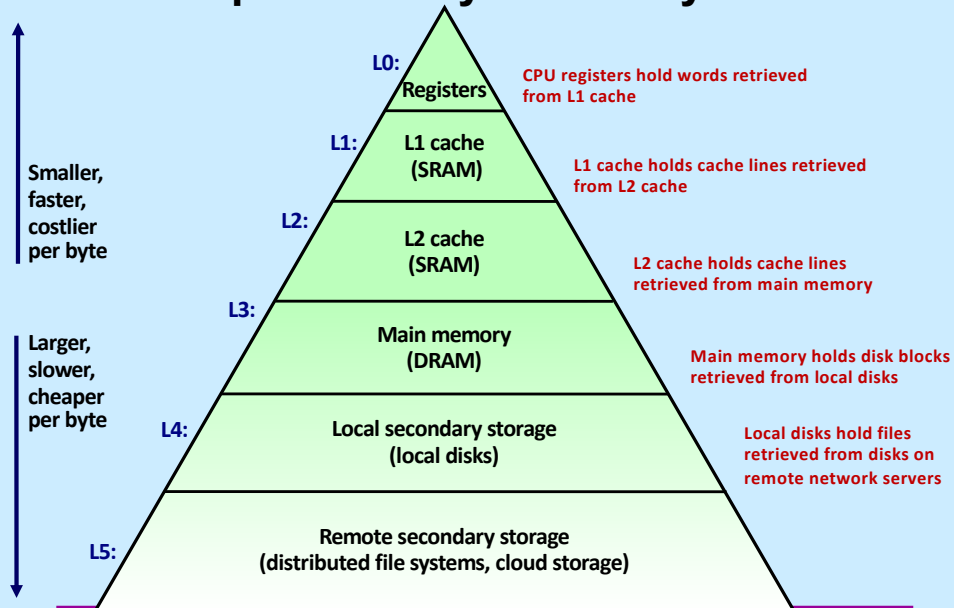 L0:
Registers
CPU registers hold words retrieved
from L1 cache
L1:
L1 cache
(SRAM)
L1 cache holds cache lines retrieved
from L2 cache
Smaller,
faster,
costlier
per byte
L2:
L2 cache
(SRAM)
L2 cache holds cache lines
retrieved from main memory
L3:
Main memory
(DRAM)
Main memory holds disk blocks
retrieved from local disks
Larger,
slower,
cheaper
per byte
L4:
Local secondary storage
(local disks)
Local disks hold files
retrieved from disks on
remote network servers
L5:
Remote secondary storage
(distributed file systems, cloud storage)